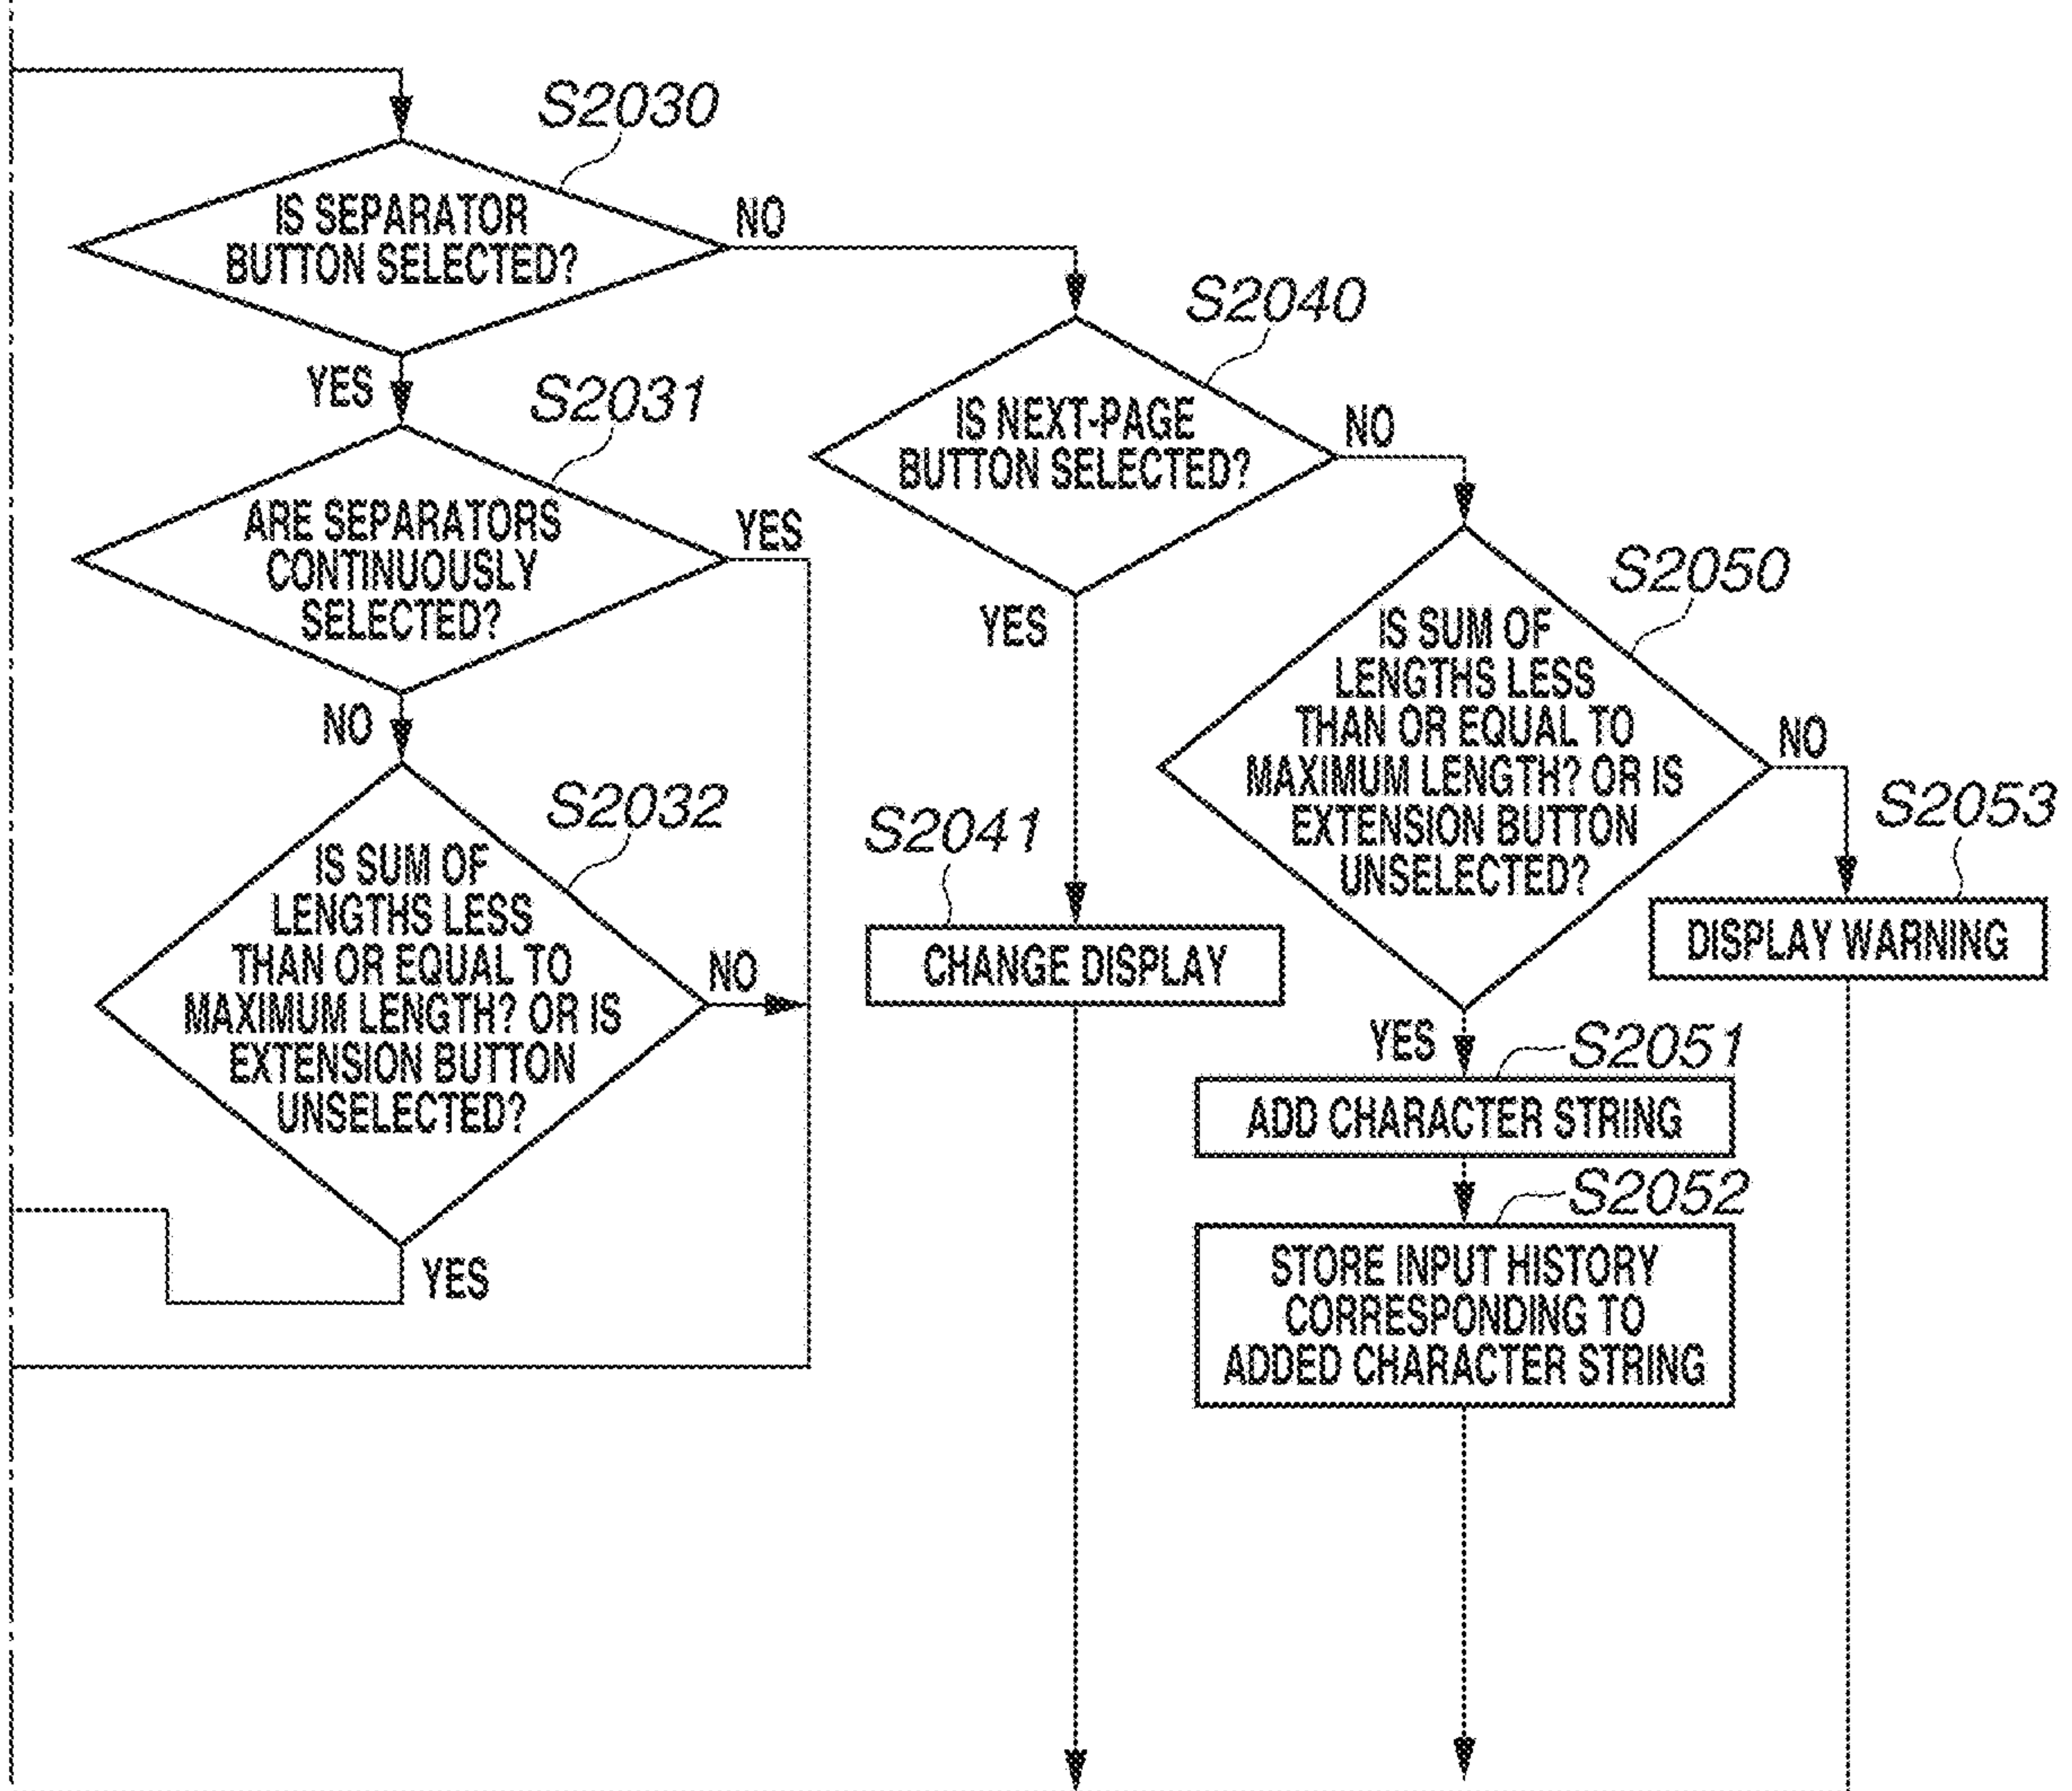 S2030
IS SEPARATOR
BUTTON SELECTED?
NO
YES
S2031
ARE SEPARATORS
CONTINUOUSLY
SELECTED?
YES
NO
S2032
IS SUM OF
LENGTHS LESS
THAN OR EQUAL TO
MAXIMUM LENGTH? OR IS
EXTENSION BUTTON
UNSELECTED?
NO
YES
S2040
IS NEXT-PAGE
BUTTON SELECTED?
NO
YES
S2041
CHANGE DISPLAY
S2050
IS SUM OF
LENGTHS LESS
THAN OR EQUAL TO
MAXIMUM LENGTH? OR IS
EXTENSION BUTTON
UNSELECTED?
NO
S2053
DISPLAY WARNING
YES
S2051
ADD CHARACTER STRING
S2052
STORE INPUT HISTORY
CORRESPONDING TO
ADDED CHARACTER STRING